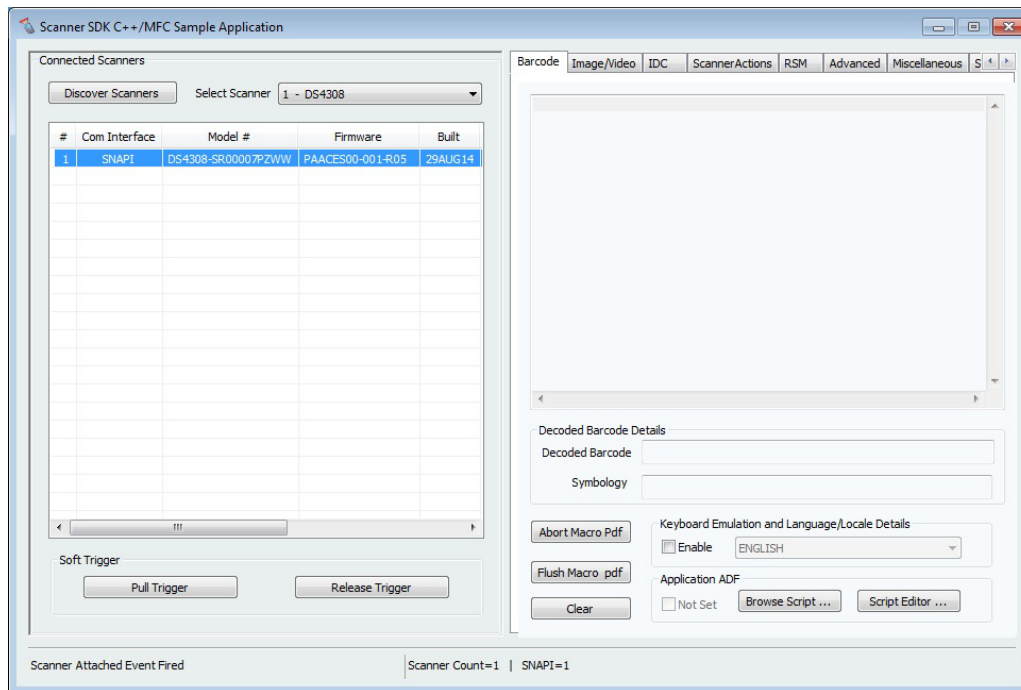 Scanner SDK C++/MFC Sample Application
Connected Scanners
Discover Scanners
Select Scanner
1 - DS4308
# Com Interface Model # Firmware Built
1 SNAPI DS4308-SR00007PZWW PAACES00-001-R05 29AUG14
Soft Trigger
Pull Trigger
Release Trigger
Barcode Image/Video IDC ScannerActions RSM Advanced Miscellaneous S
Decoded Barcode Details
Decoded Barcode
Symbology
Abort Macro Pdf
Flush Macro pdf
Clear
Keyboard Emulation and Language/Locale Details
Enable
ENGLISH
Application ADF
Not Set
Browse Script ...
Script Editor ...
Scanner Attached Event Fired
Scanner Count=1 | SNAPI=1